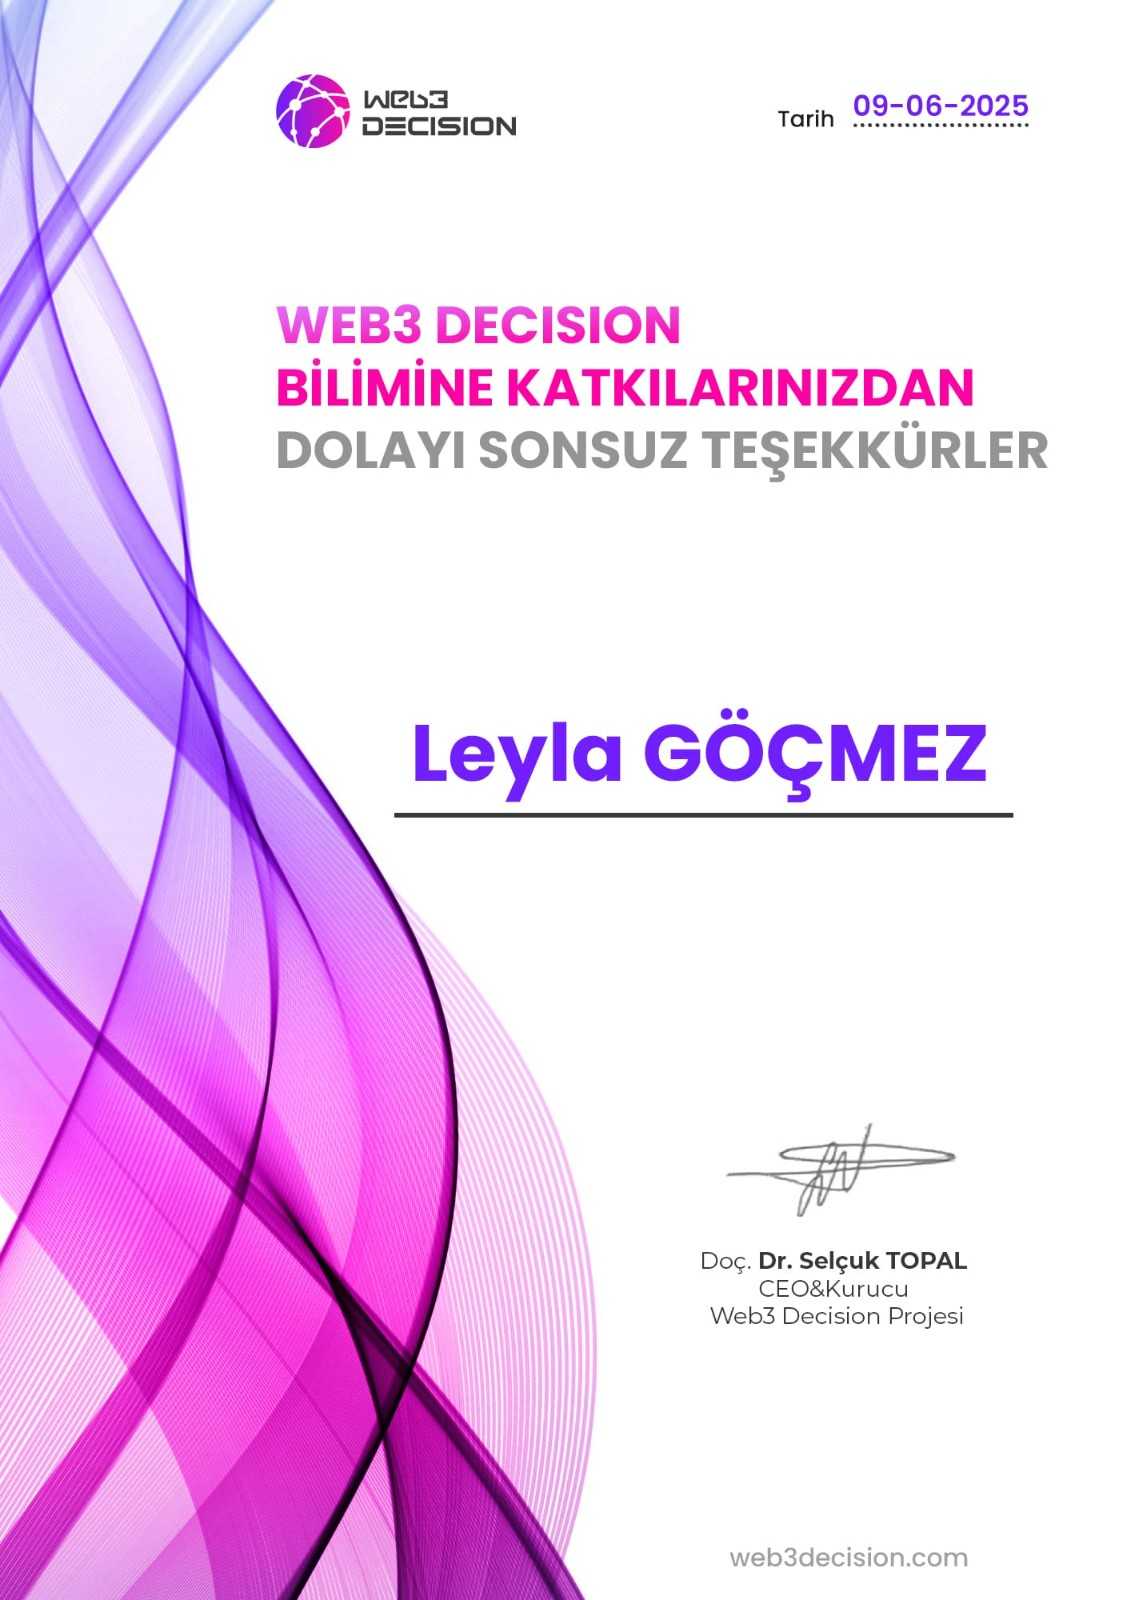 Web3
DECISION
Tarih 09-06-2025
WEB3 DECISION
BİLİMİNE KATKILARINIZDAN
DOLAYI SONSUZ TEŞEKKÜRLER
Leyla GÖÇMEZ
Doç. Dr. Selçuk TOPAL
CEO&Kurucu
Web3 Decision Projesi
web3decision.com